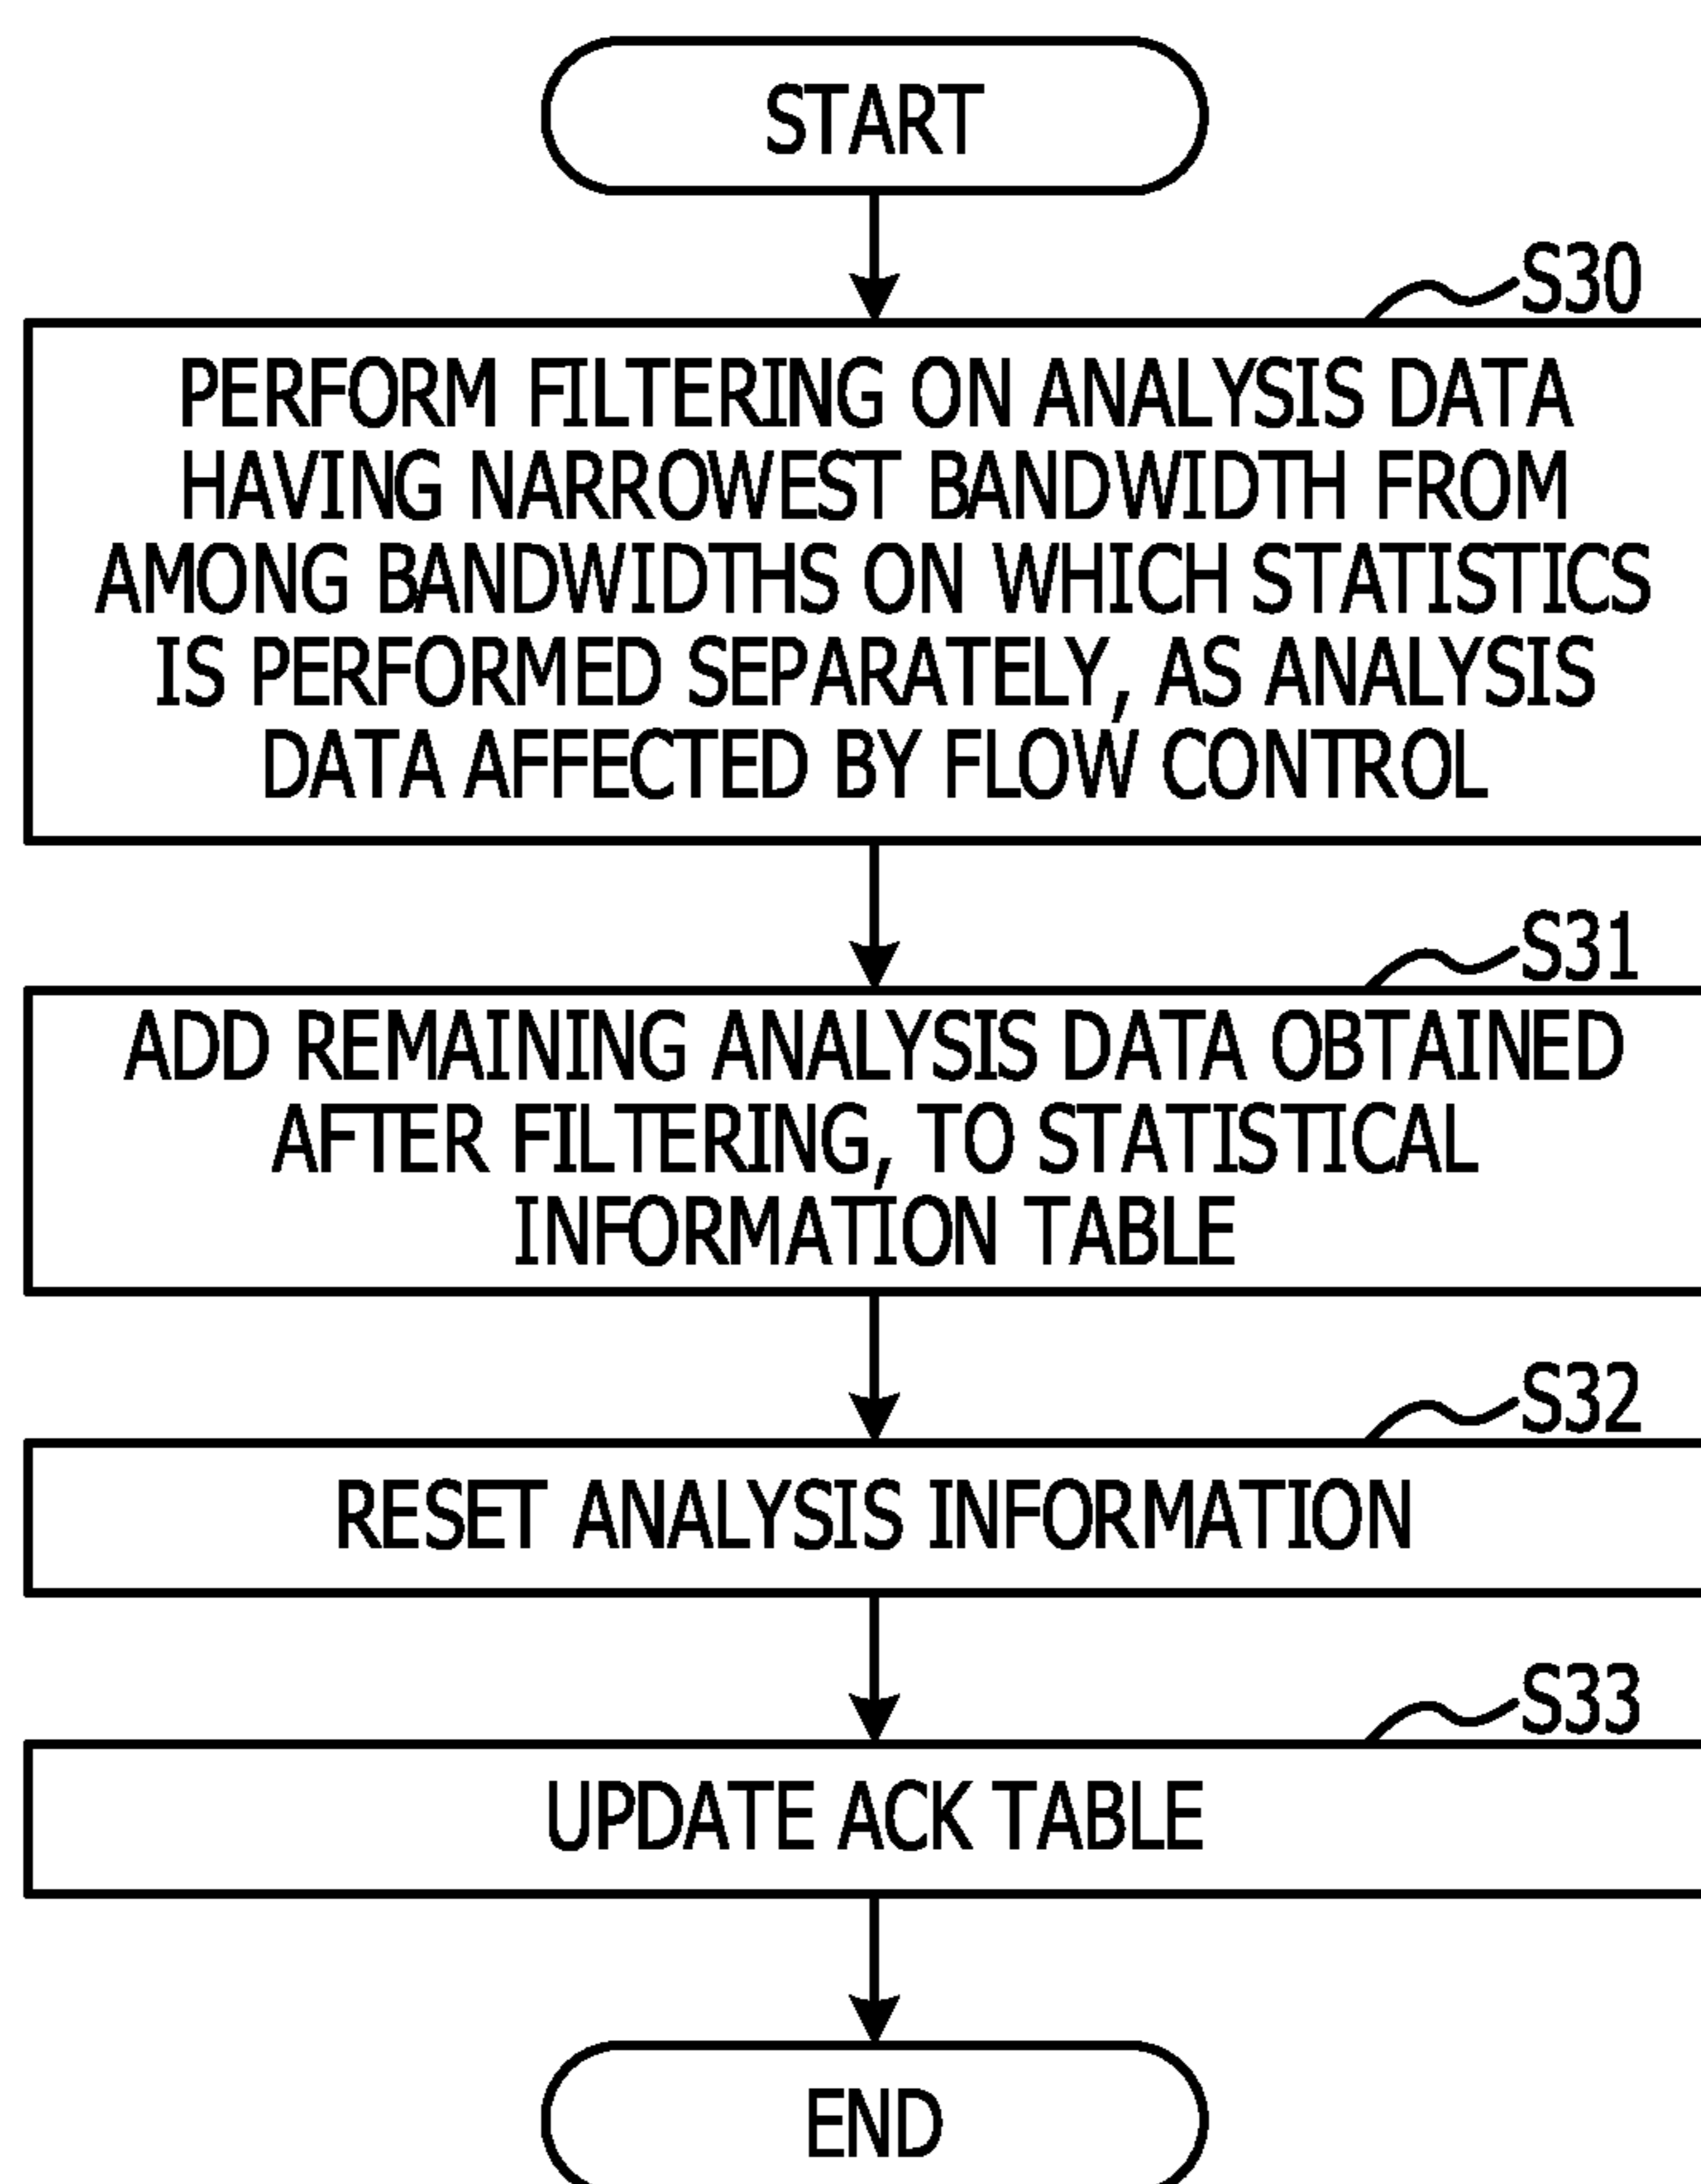 START
S30
PERFORM FILTERING ON ANALYSIS DATA
HAVING NARROWEST BANDWIDTH FROM
AMONG BANDWIDTHS ON WHICH STATISTICS
IS PERFORMED SEPARATELY, AS ANALYSIS
DATA AFFECTED BY FLOW CONTROL
S31
ADD REMAINING ANALYSIS DATA OBTAINED
AFTER FILTERING, TO STATISTICAL
INFORMATION TABLE
S32
RESET ANALYSIS INFORMATION
S33
UPDATE ACK TABLE
END